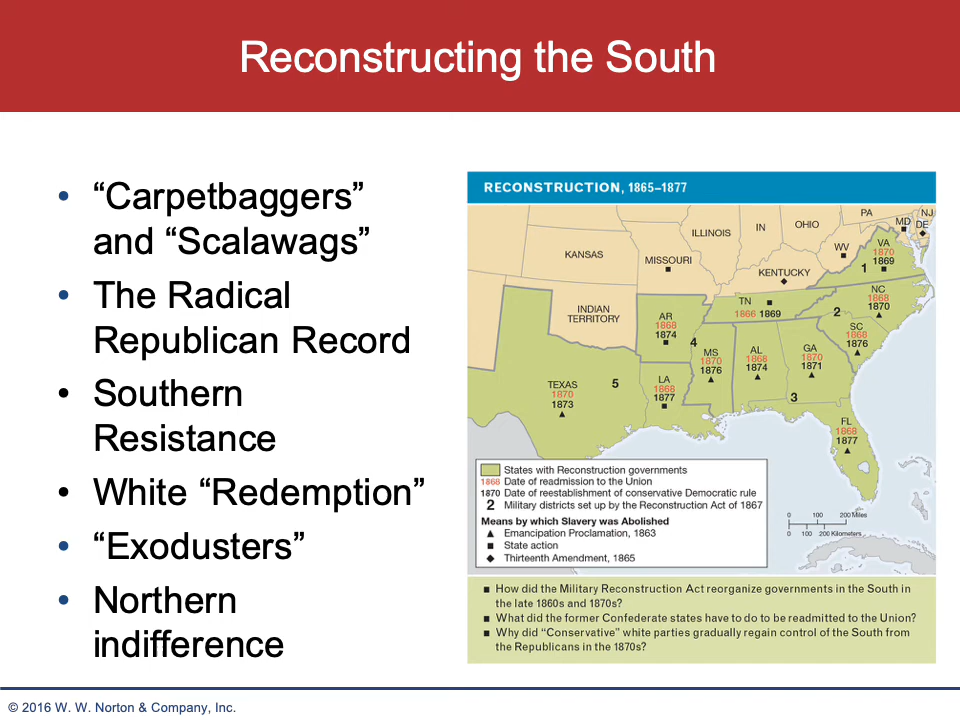 Reconstructing the South
• “Carpetbaggers”
and “Scalawags”
• The Radical
Republican Record
• Southern
Resistance
• White “Redemption”
• “Exodusters”
• Northern
indifference
RECONSTRUCTION, 1865–1877
PA
NJ
MD
DE
OHIO
IN
ILLINOIS
WV
VA
1870
1869
1
KANSAS
MISSOURI
KENTUCKY
NC
1868
1870
2
TN
1866 1869
INDIAN
TERRITORY
AR
1868
1874
4
SC
1868
1876
MS
1870
1876
AL
1868
1874
GA
1870
1871
3
TEXAS
1870
1873
5
LA
1868
1877
FL
1868
1877
States with Reconstruction governments
1868 Date of readmission to the Union
1870 Date of reestablishment of conservative Democratic rule
2 Military districts set up by the Reconstruction Act of 1867
Means by which Slavery was Abolished
▲ Emancipation Proclamation, 1863
■ State action
◆ Thirteenth Amendment, 1865
0 100 200 Miles
0 100 200 Kilometers
■ How did the Military Reconstruction Act reorganize governments in the South in
the late 1860s and 1870s?
■ What did the former Confederate states have to do to be readmitted to the Union?
■ Why did “Conservative” white parties gradually regain control of the South from
the Republicans in the 1870s?
© 2016 W. W. Norton & Company, Inc.